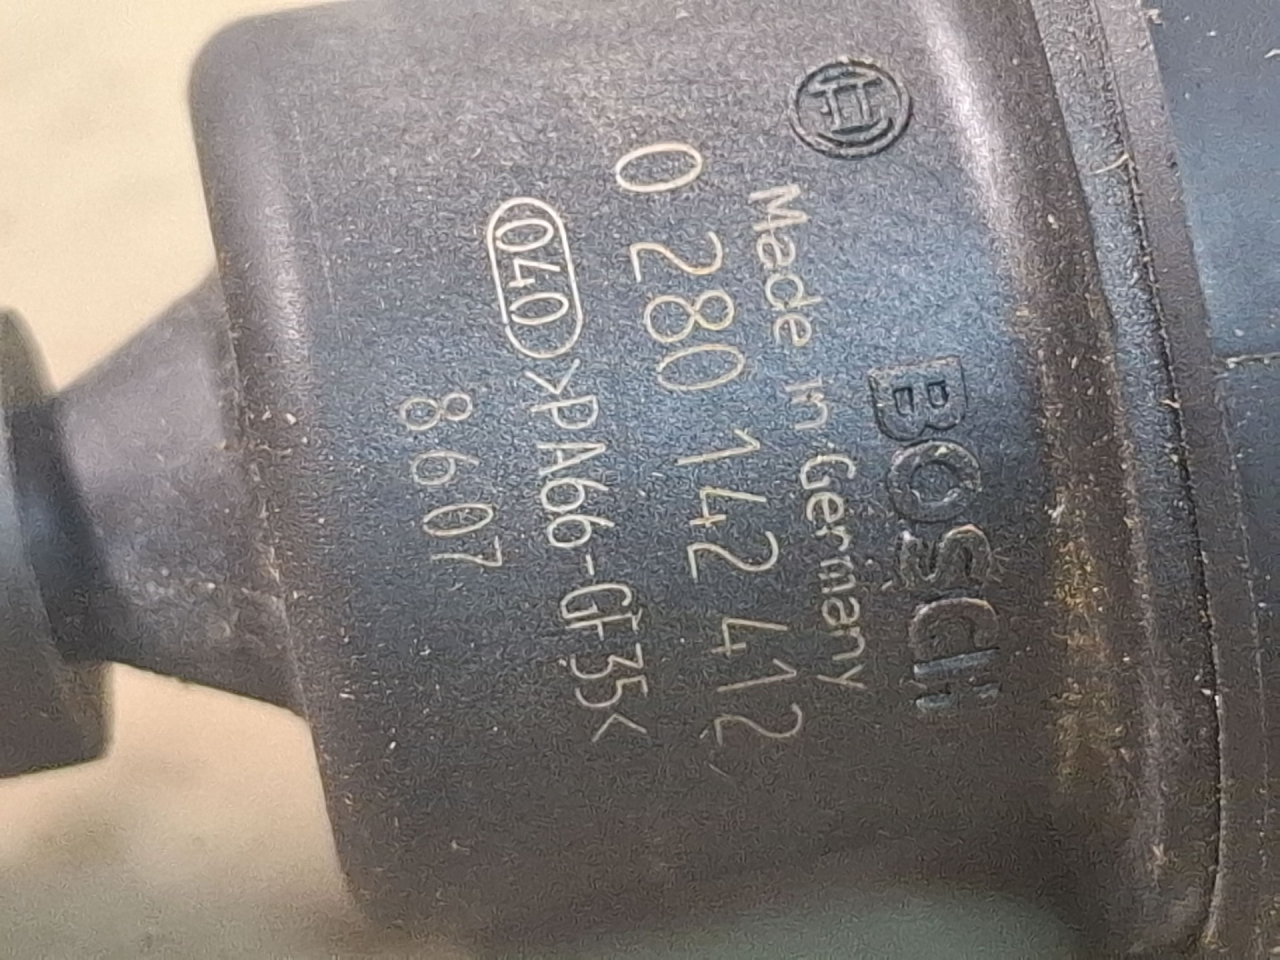 BOSCH
Made in Germany
0 280 142 412
040 >PA66-GF35<
8607